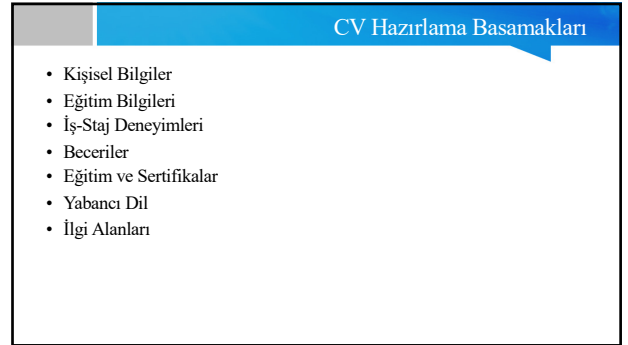 CV Hazırlama Basamakları
• Kişisel Bilgiler
• Eğitim Bilgileri
• İş-Staj Deneyimleri
• Beceriler
• Eğitim ve Sertifikalar
• Yabancı Dil
• İlgi Alanları